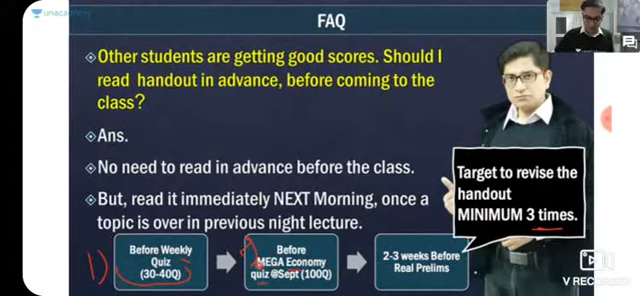 unacademy
FAQ
Other students are getting good scores. Should I
read handout in advance, before coming to the
class?
Ans.
No need to read in advance before the class.
But, read it immediately NEXT Morning, once a
topic is over in previous night lecture.
Target to revise the
handout
MINIMUM 3 times.
1)
Before Weekly
Quiz
(30-40Q)
Before
MEGA Economy
quiz @Sept (100Q)
2-3 weeks Before
Real Prelims
V RECORDER